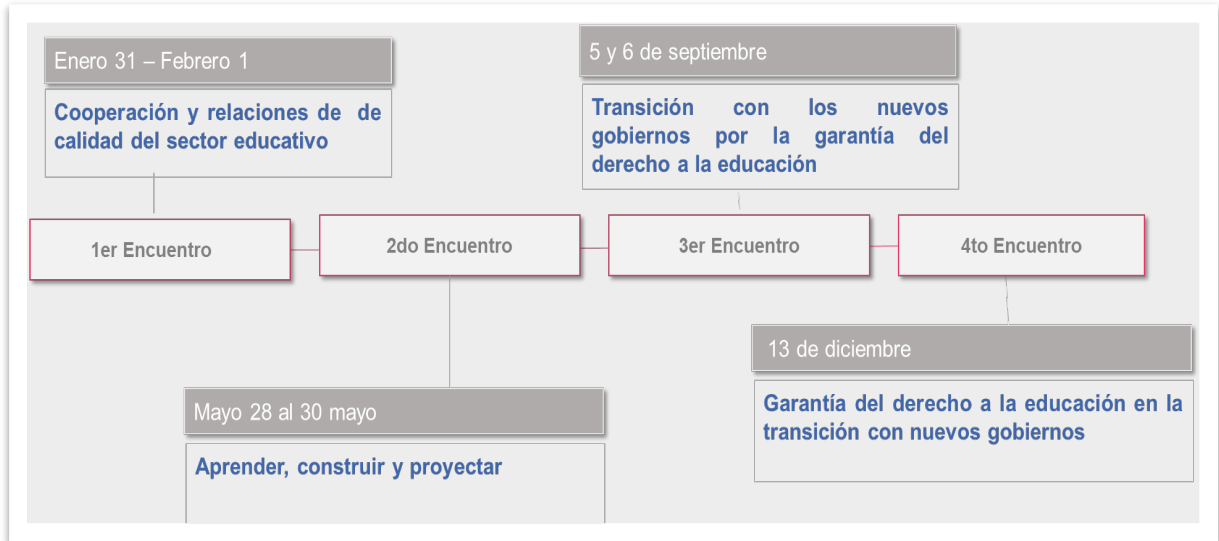 Enero 31 – Febrero 1
Cooperación y relaciones de de
calidad del sector educativo
5 y 6 de septiembre
Transición con los nuevos
gobiernos por la garantía del
derecho a la educación
1er Encuentro
2do Encuentro
3er Encuentro
4to Encuentro
Mayo 28 al 30 mayo
Aprender, construir y proyectar
13 de diciembre
Garantía del derecho a la educación en la
transición con nuevos gobiernos